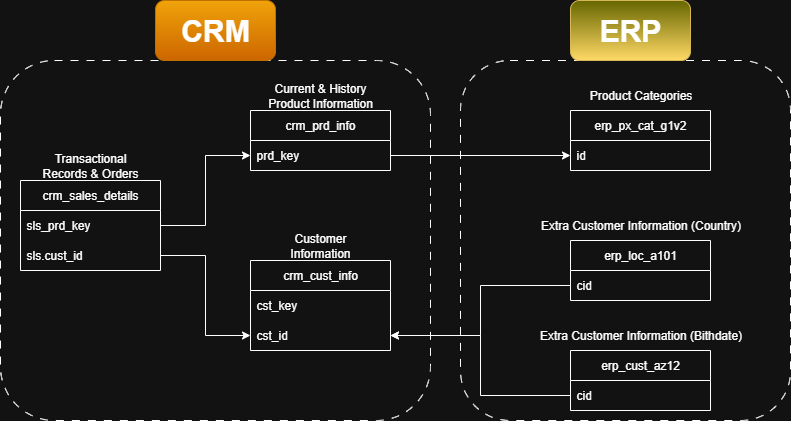 CRM
ERP
Current & History
Product Information
crm_prd_info
prd_key
Product Categories
erp_px_cat_g1v2
id
Transactional
Records & Orders
crm_sales_details
sls_prd_key
sls.cust_id
Customer
Information
crm_cust_info
cst_key
cst_id
Extra Customer Information (Country)
erp_loc_a101
cid
Extra Customer Information (Bithdate)
erp_cust_az12
cid